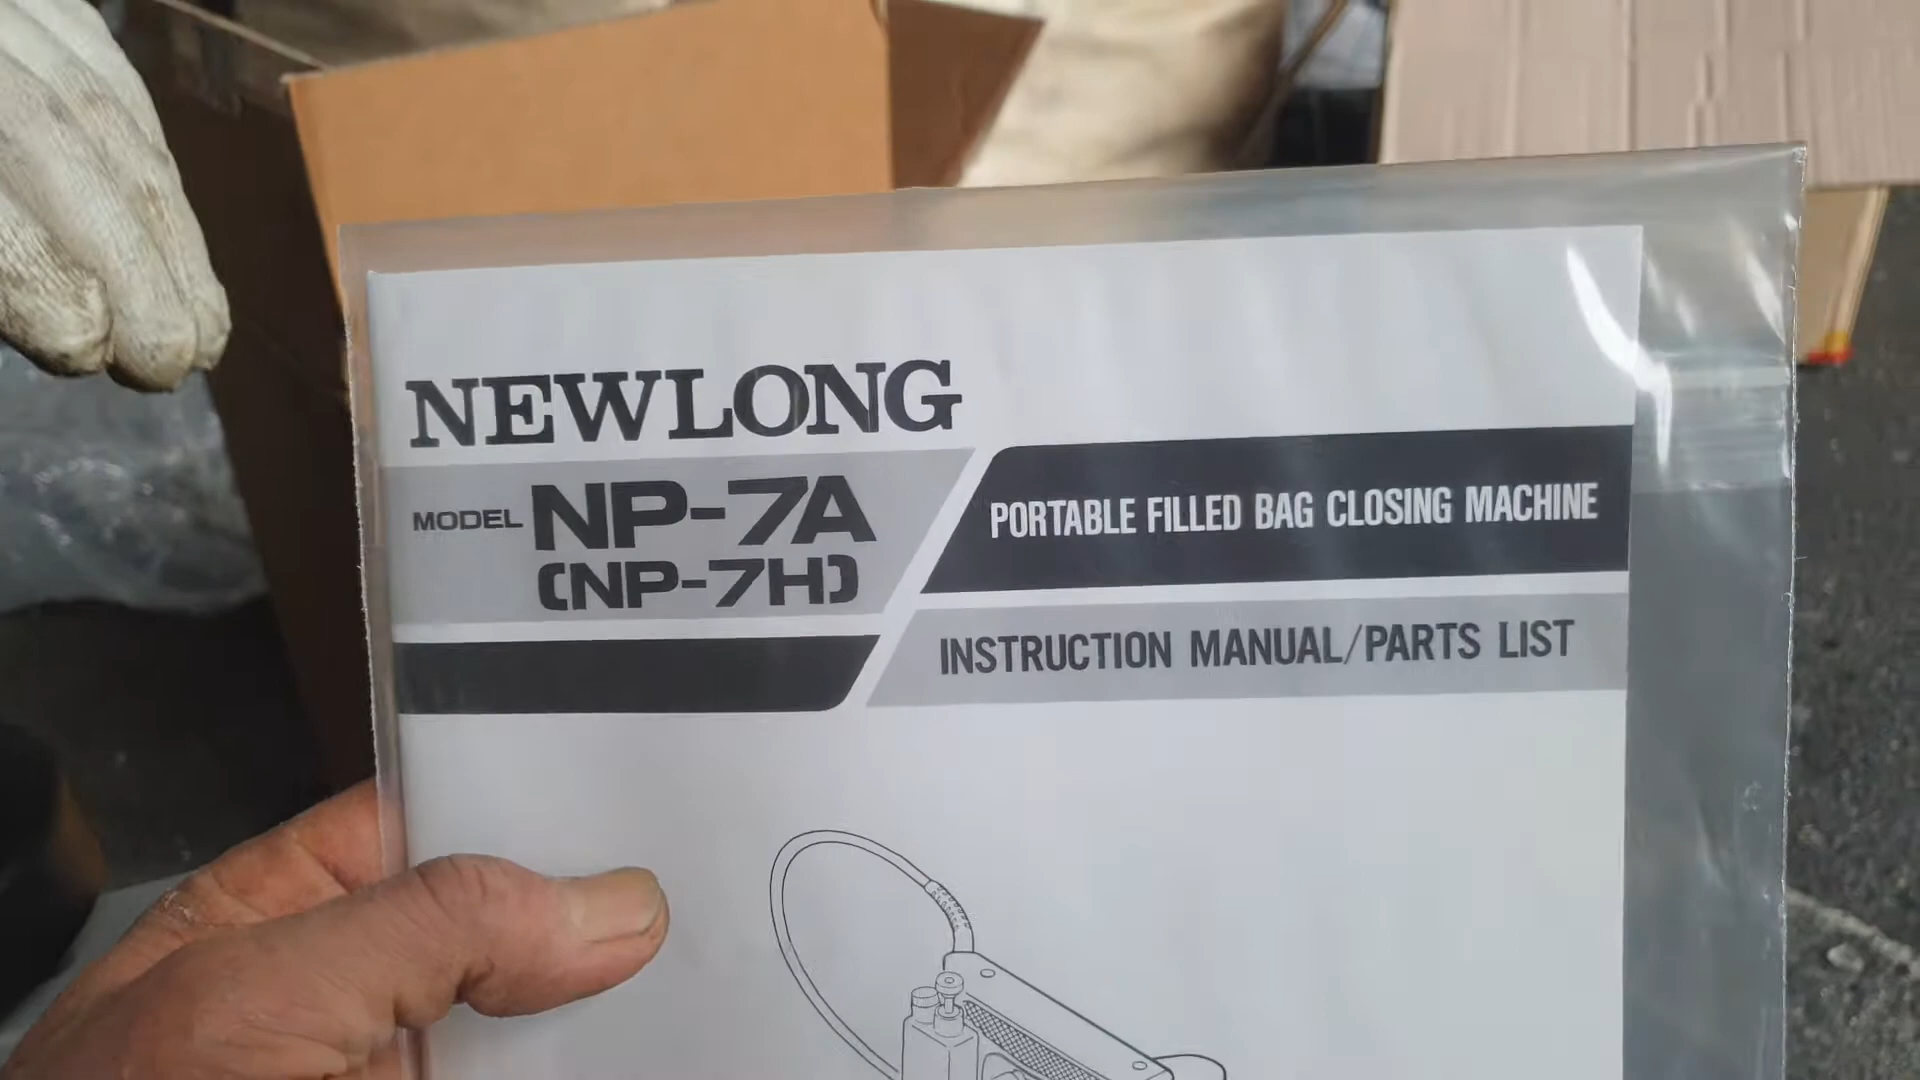 NEWLONG
MODEL NP-7A
(NP-7H)
PORTABLE FILLED BAG CLOSING MACHINE
INSTRUCTION MANUAL/PARTS LIST